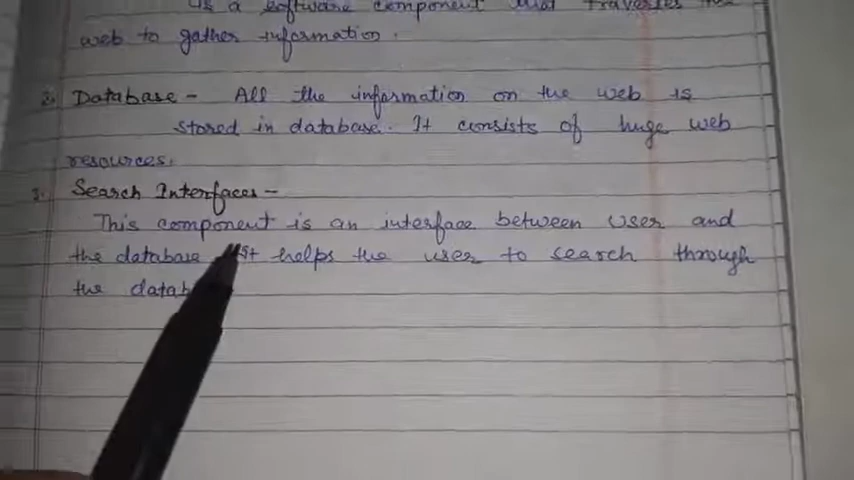 is a software component that traverses the
web to gather information.
2. Database - All the information on the web is
stored in database. It consists of huge web
resources.
3. Search Interfaces -
This component is an interface between user and
the database. It helps the user to search through
the